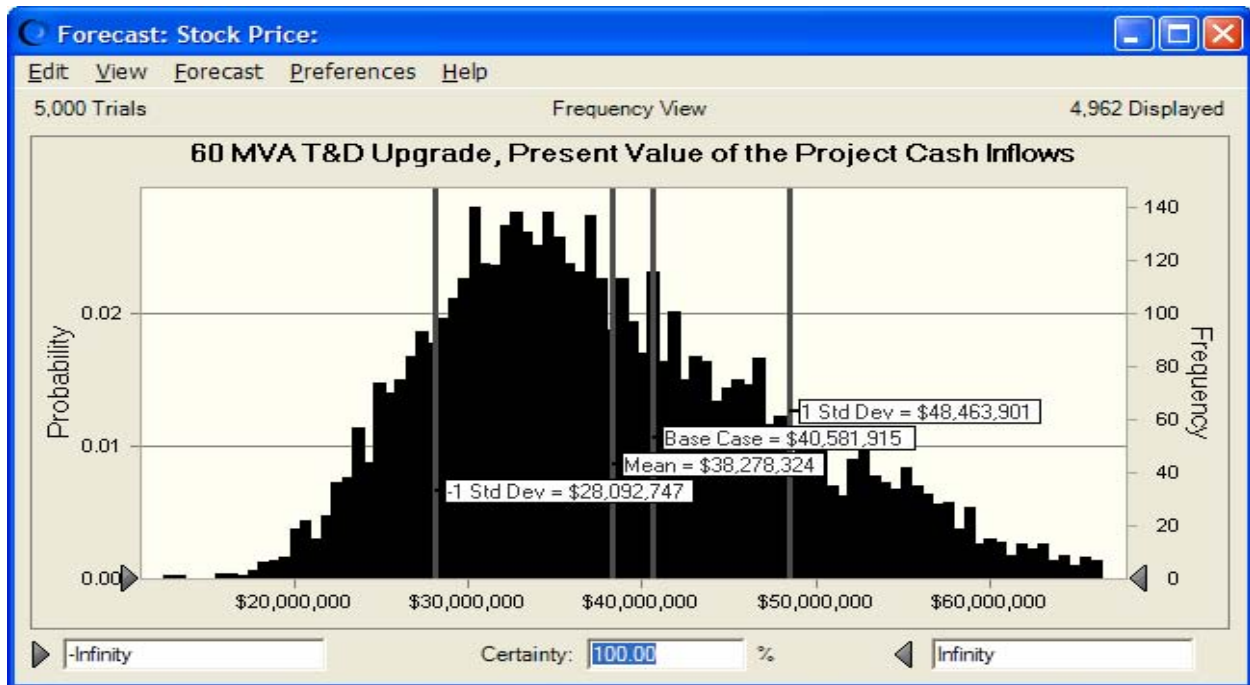 Forecast: Stock Price:
Edit View Forecast Preferences Help
5,000 Trials Frequency View 4,962 Displayed
60 MVA T&D Upgrade, Present Value of the Project Cash Inflows
Probability
0.02
0.01
0.00
140
120
100
80
60
40
20
0
Frequency
1 Std Dev = $48,463,901
Base Case = $40,581,915
Mean = $38,278,324
-1 Std Dev = $28,092,747
$20,000,000 $30,000,000 $40,000,000 $50,000,000 $60,000,000
-Infinity Certainty: 100.00 % Infinity